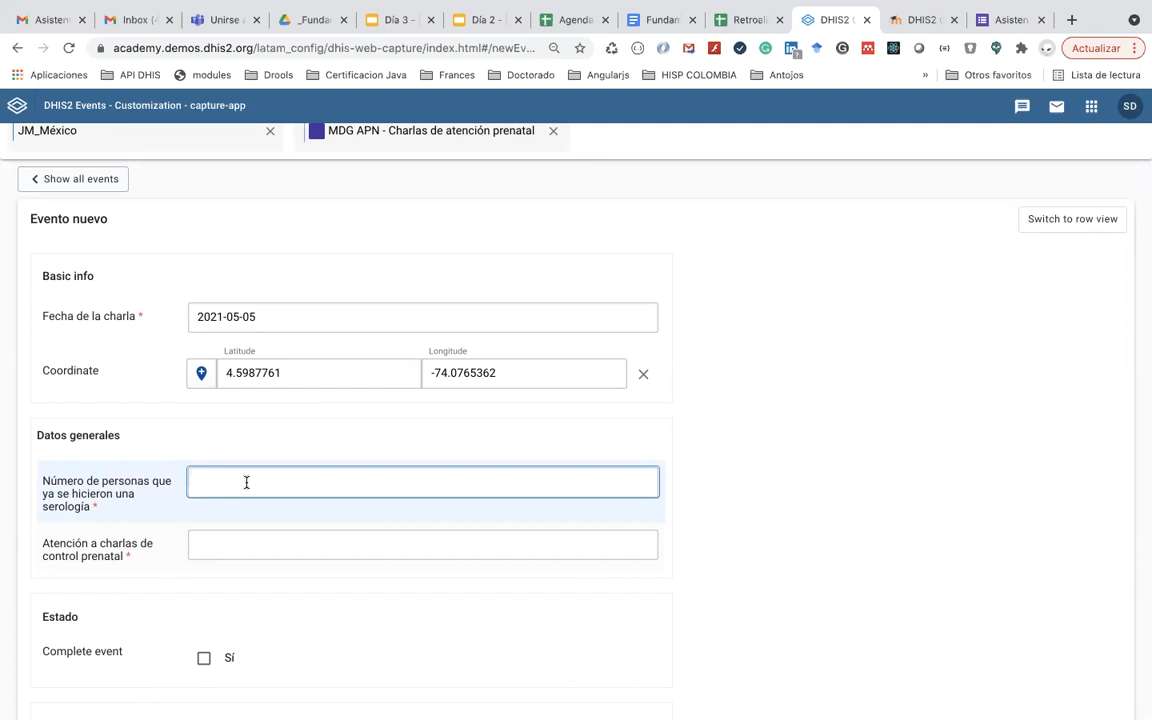 Asisten
Inbox (4
Unirse a
_Funda
Día 3 -
Día 2 -
Agenda
Fundam
Retroali
DHIS2
DHIS2 u
Asisten
academy.demos.dhis2.org/latam_config/dhis-web-capture/index.html#/newEv...
Actualizar
Aplicaciones
API DHIS
modules
Drools
Certificacion Java
Frances
Doctorado
Angularjs
HISP COLOMBIA
Antojos
»
Otros favoritos
Lista de lectura
DHIS2 Events - Customization - capture-app
SD
JM_México
MDG APN - Charlas de atención prenatal
Show all events
Evento nuevo
Switch to row view
Basic info
Fecha de la charla *
2021-05-05
Latitude
Longitude
Coordinate
4.5987761
-74.0765362
Datos generales
Número de personas que
ya se hicieron una
serología *
Atención a charlas de
control prenatal *
Estado
Complete event
Sí